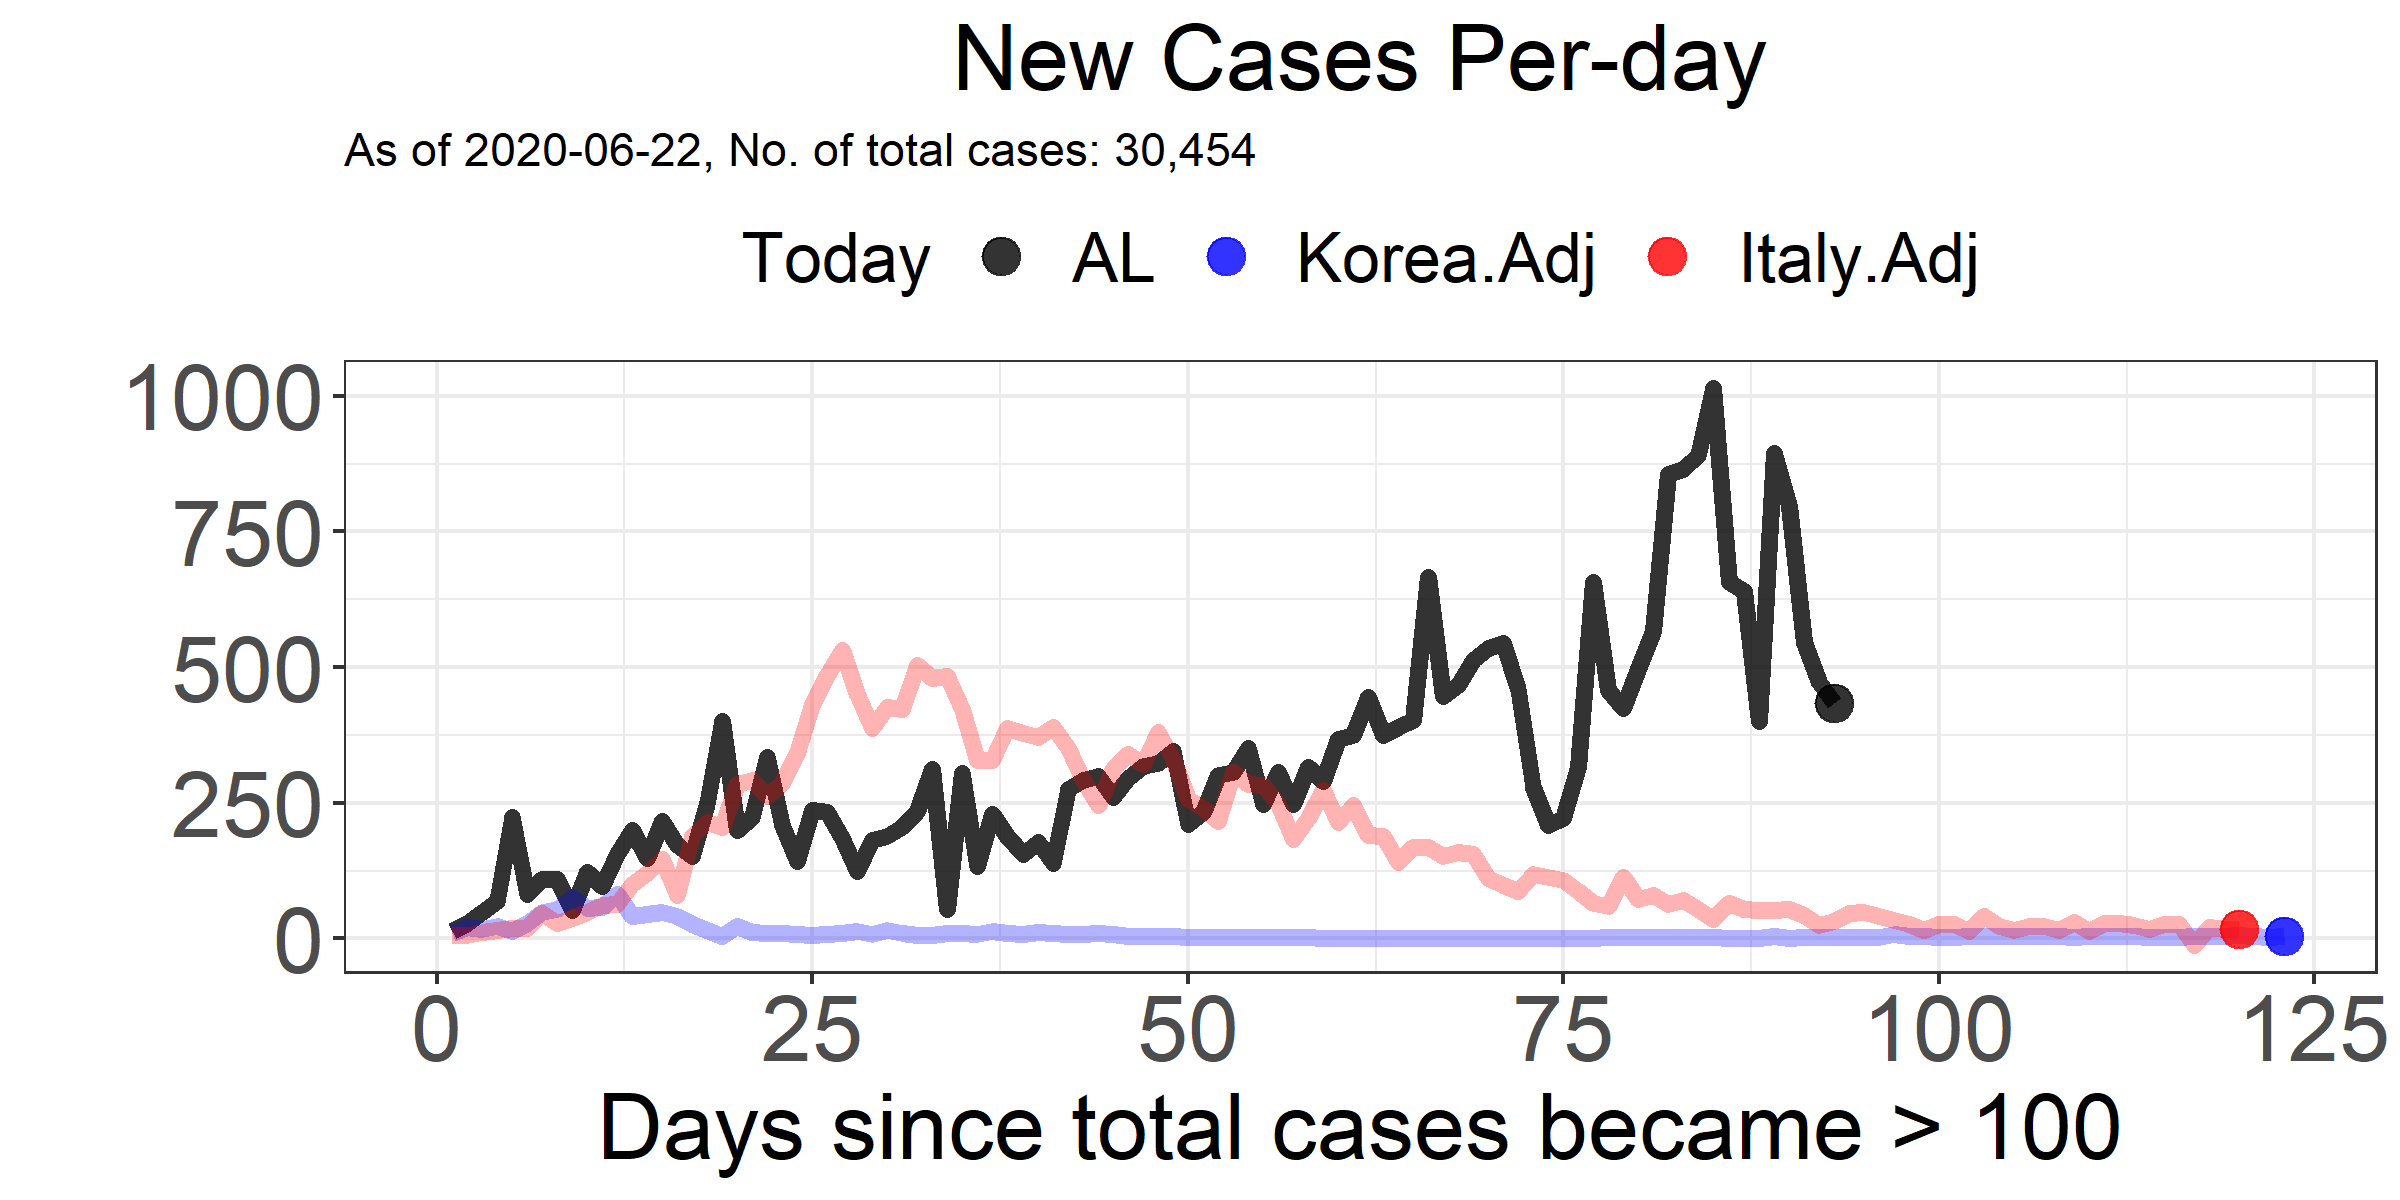 New Cases Per-day
As of 2020-06-22, No. of total cases: 30,454
Today AL Korea.Adj Italy.Adj
1000
750
500
250
0
0 25 50 75 100 125
Days since total cases became > 100